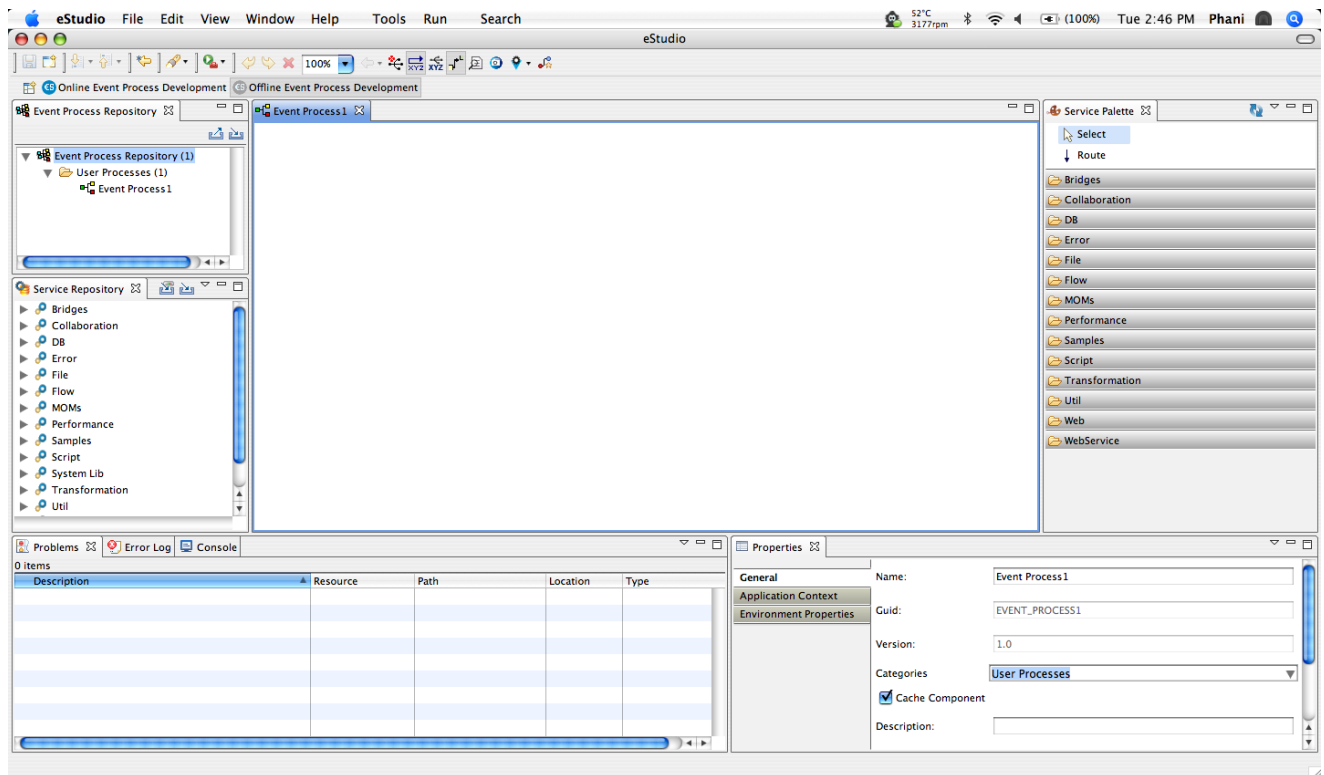 eStudio File Edit View Window Help Tools Run Search 52°C 3177rpm (100%) Tue 2:46 PM Phani
eStudio
100% XYZ XYZ
Online Event Process Development Offline Event Process Development
Event Process Repository
Event Process Repository (1)
User Processes (1)
Event Process1
Service Repository
Bridges
Collaboration
DB
Error
File
Flow
MOMs
Performance
Samples
Script
System Lib
Transformation
Util
Event Process1
Service Palette
Select
Route
Bridges
Collaboration
DB
Error
File
Flow
MOMs
Performance
Samples
Script
Transformation
Util
Web
WebService
Problems Error Log Console
0 items
Description Resource Path Location Type
Properties
General
Application Context
Environment Properties
Name: Event Process1
Guid: EVENT_PROCESS1
Version: 1.0
Categories User Processes
Cache Component
Description: